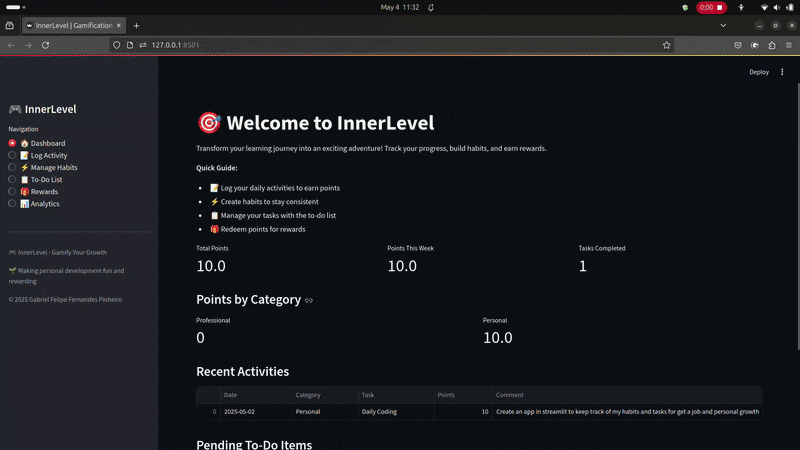 May 4 11:32
0:00
InnerLevel | Gamification
127.0.0.1:8501
Deploy
InnerLevel
Navigation
Dashboard
Log Activity
Manage Habits
To-Do List
Rewards
Analytics
InnerLevel - Gamify Your Growth
Making personal development fun and
rewarding
© 2025 Gabriel Felipe Fernandes Pinheiro
Welcome to InnerLevel
Transform your learning journey into an exciting adventure! Track your progress, build habits, and earn rewards.
Quick Guide:
Log your daily activities to earn points
Create habits to stay consistent
Manage your tasks with the to-do list
Redeem points for rewards
Total Points Points This Week Tasks Completed
10.0 10.0 1
Points by Category
Professional Personal
0 10.0
Recent Activities
Date Category Task Points Comment
0 2025-05-02 Personal Daily Coding 10 Create an app in streamlit to keep track of my habits and tasks for get a job and personal growth
Pending To-Do Items